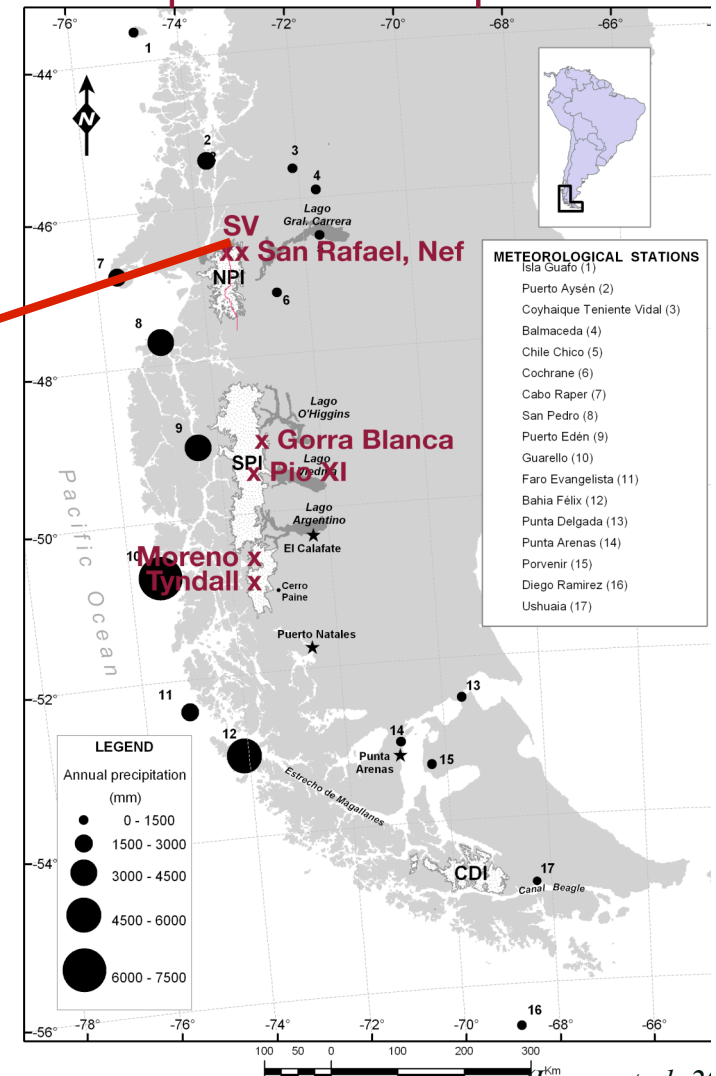 -76° -74° -72° -70° -68° -66°
1
-44°
N
2
3
4
Lago
Gral. Carrera
-46°
SV
xx San Rafael, Nef
NPI
7
6
8
-48°
Lago
O'Higgins
9
x Gorra Blanca
SPI
Lago
Viedma
x Pio XI
Lago
Argentino
-50°
El Calafate
10
Moreno x
Tyndall x
Cerro
Paine
Pacific Ocean
Puerto Natales
-52°
11
12
13
14
15
Punta
Arenas
Estrecho de Magallanes
-54°
CDI
17
Canal Beagle
16
-56°
-78° -76° -74° -72° -70° -68° -66°
METEOROLOGICAL STATIONS
Isla Guafo (1)
Puerto Aysén (2)
Coyhaique Teniente Vidal (3)
Balmaceda (4)
Chile Chico (5)
Cochrane (6)
Cabo Raper (7)
San Pedro (8)
Puerto Edén (9)
Guarello (10)
Faro Evangelista (11)
Bahia Félix (12)
Punta Delgada (13)
Punta Arenas (14)
Porvenir (15)
Diego Ramirez (16)
Ushuaia (17)
LEGEND
Annual precipitation
(mm)
0 - 1500
1500 - 3000
3000 - 4500
4500 - 6000
6000 - 7500
100 50 0 100 200 300
Km